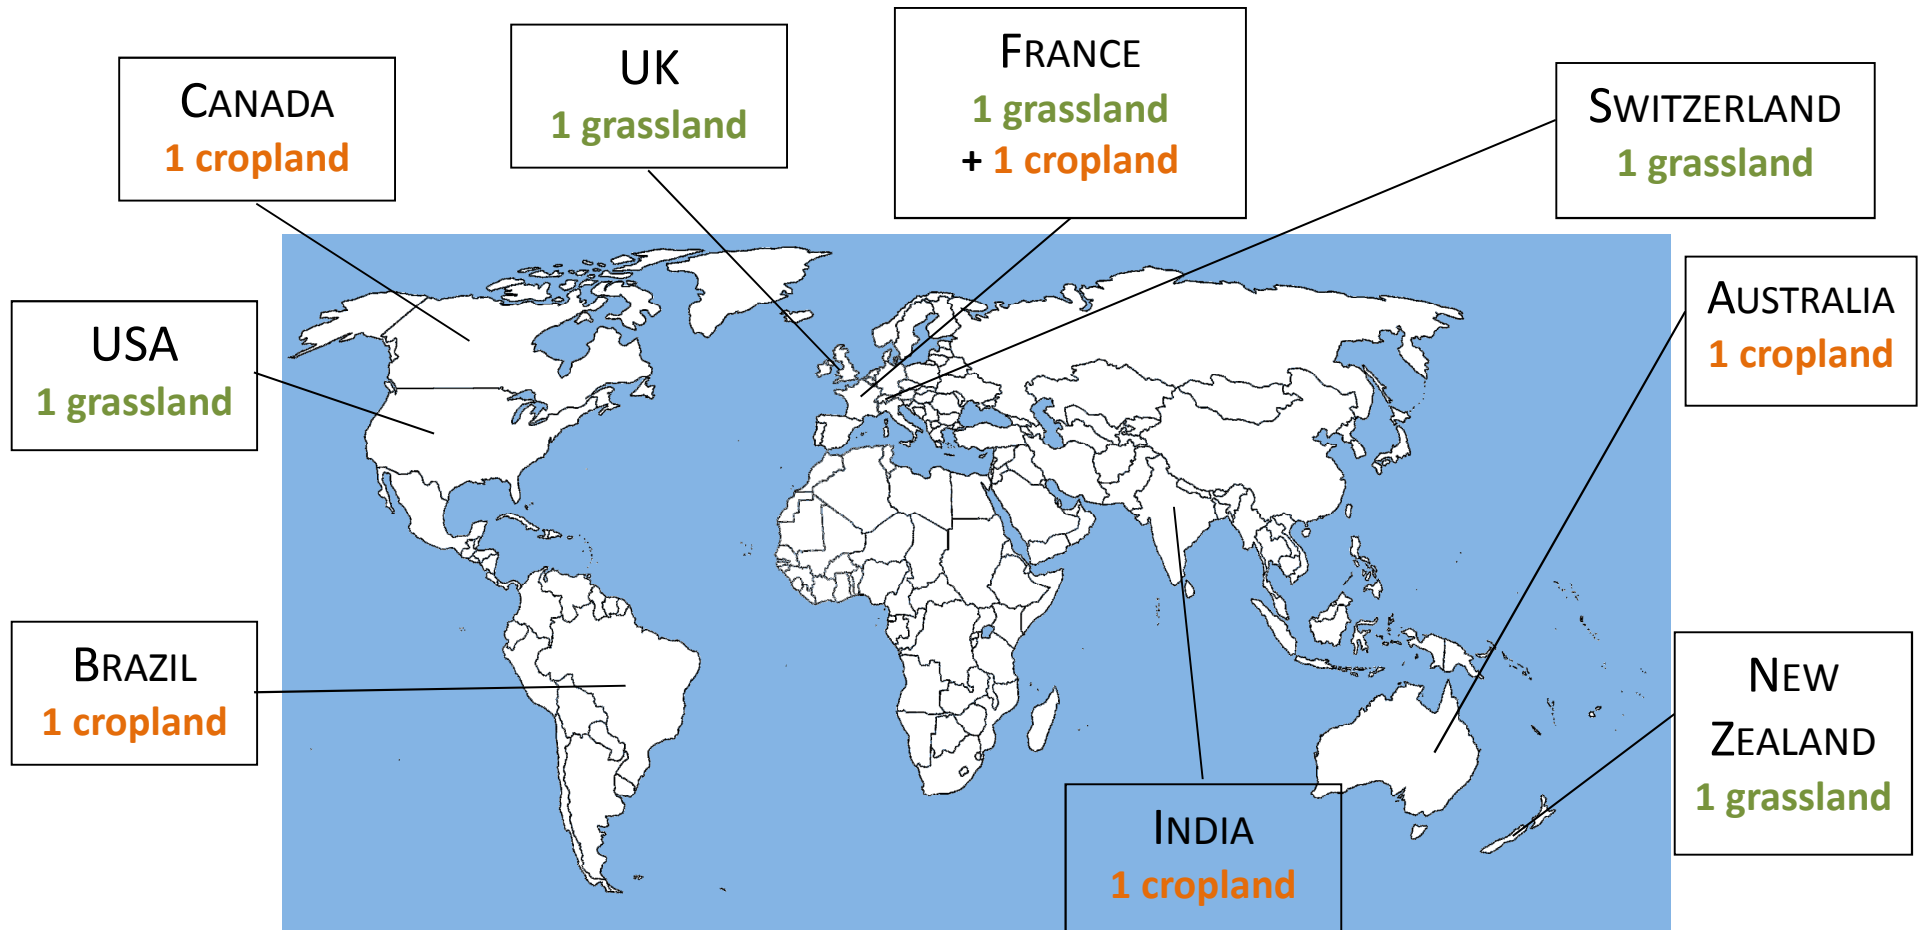 CANADA
1 cropland
UK
1 grassland
FRANCE
1 grassland
+ 1 cropland
SWITZERLAND
1 grassland
USA
1 grassland
AUSTRALIA
1 cropland
BRAZIL
1 cropland
NEW
ZEALAND
1 grassland
INDIA
1 cropland